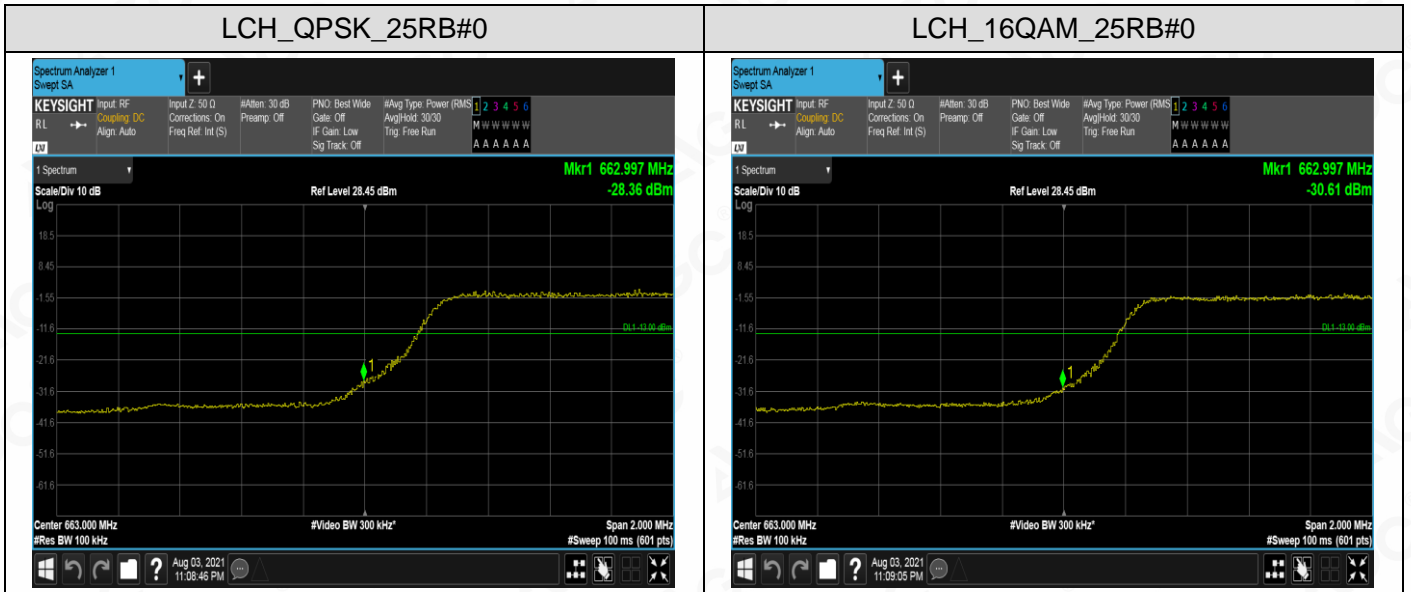 LCH_QPSK_25RB#0
LCH_16QAM_25RB#0
Spectrum Analyzer 1
Swept SA
+
KEYSIGHT
RL
LXI
Input: RF
Coupling: DC
Align: Auto
Input Z: 50 Ω
Corrections: On
Freq Ref: Int (S)
#Atten: 30 dB
Preamp: Off
PNO: Best Wide
Gate: Off
IF Gain: Low
Sig Track: Off
#Avg Type: Power (RMS
Avg|Hold: 30/30
Trig: Free Run
1 2 3 4 5 6
M W W W W W
A A A A A A
1 Spectrum
Scale/Div 10 dB
Ref Level 28.45 dBm
Mkr1 662.997 MHz
-28.36 dBm
Log
18.5
8.45
-1.55
-11.6
-21.6
-31.6
-41.6
-51.6
-61.6
DL1 -13.00 dBm
1
Center 663.000 MHz
#Res BW 100 kHz
#Video BW 300 kHz*
Span 2.000 MHz
#Sweep 100 ms (601 pts)
?
Aug 03, 2021
11:08:46 PM
Spectrum Analyzer 1
Swept SA
+
KEYSIGHT
RL
LXI
Input: RF
Coupling: DC
Align: Auto
Input Z: 50 Ω
Corrections: On
Freq Ref: Int (S)
#Atten: 30 dB
Preamp: Off
PNO: Best Wide
Gate: Off
IF Gain: Low
Sig Track: Off
#Avg Type: Power (RMS
Avg|Hold: 30/30
Trig: Free Run
1 2 3 4 5 6
M W W W W W
A A A A A A
1 Spectrum
Scale/Div 10 dB
Ref Level 28.45 dBm
Mkr1 662.997 MHz
-30.61 dBm
Log
18.5
8.45
-1.55
-11.6
-21.6
-31.6
-41.6
-51.6
-61.6
DL1 -13.00 dBm
1
Center 663.000 MHz
#Res BW 100 kHz
#Video BW 300 kHz*
Span 2.000 MHz
#Sweep 100 ms (601 pts)
?
Aug 03, 2021
11:09:05 PM